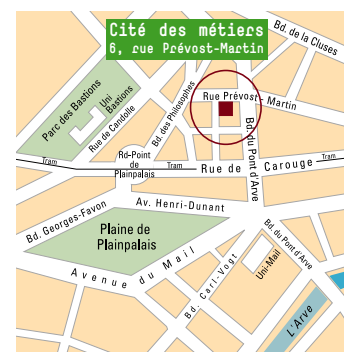 Cité des métiers
6, rue Prévost-Martin
Bd. de la Cluses
Parc des Bastions
Uni
Bastions
Rue de Candolle
Bd. des Philosophes
Rue Prévost - Martin
Bd. du Pont d'Arve
Tram
Rd-Point
de
Plainpalais
Tram
Rue de Carouge
Tram
Av. Henri-Dunant
Bd. Georges-Favon
Plaine de
Plainpalais
Avenue du Mail
Bd. Carl-Vogt
Uni-Mail
Bd. du Pont d'Arve
L'Arve